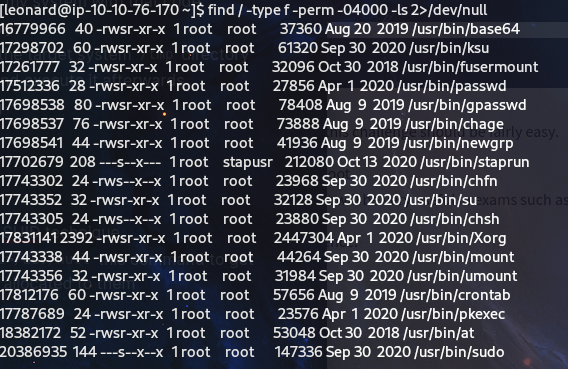 [leonard@ip-10-10-76-170 ~]$ find / -type f -perm -04000 -ls 2>/dev/null
16779966 40 -rwsr-xr-x 1 root root 37360 Aug 20 2019 /usr/bin/base64
17298702 60 -rwsr-xr-x 1 root root 61320 Sep 30 2020 /usr/bin/ksu
17261777 32 -rwsr-xr-x 1 root root 32096 Oct 30 2018 /usr/bin/fusermount
17512336 28 -rwsr-xr-x 1 root root 27856 Apr 1 2020 /usr/bin/passwd
17698538 80 -rwsr-xr-x 1 root root 78408 Aug 9 2019 /usr/bin/gpasswd
17698537 76 -rwsr-xr-x 1 root root 73888 Aug 9 2019 /usr/bin/chage
17698541 44 -rwsr-xr-x 1 root root 41936 Aug 9 2019 /usr/bin/newgrp
17702679 208 ---s--x--- 1 root stapusr 212080 Oct 13 2020 /usr/bin/staprun
17743302 24 -rws--x--x 1 root root 23968 Sep 30 2020 /usr/bin/chfn
17743352 32 -rwsr-xr-x 1 root root 32128 Sep 30 2020 /usr/bin/su
17743305 24 -rws--x--x 1 root root 23880 Sep 30 2020 /usr/bin/chsh
17831141 2392 -rwsr-xr-x 1 root root 2447304 Apr 1 2020 /usr/bin/Xorg
17743338 44 -rwsr-xr-x 1 root root 44264 Sep 30 2020 /usr/bin/mount
17743356 32 -rwsr-xr-x 1 root root 31984 Sep 30 2020 /usr/bin/umount
17812176 60 -rwsr-xr-x 1 root root 57656 Aug 9 2019 /usr/bin/crontab
17787689 24 -rwsr-xr-x 1 root root 23576 Apr 1 2020 /usr/bin/pkexec
18382172 52 -rwsr-xr-x 1 root root 53048 Oct 30 2018 /usr/bin/at
20386935 144 ---s--x--x 1 root root 147336 Sep 30 2020 /usr/bin/sudo